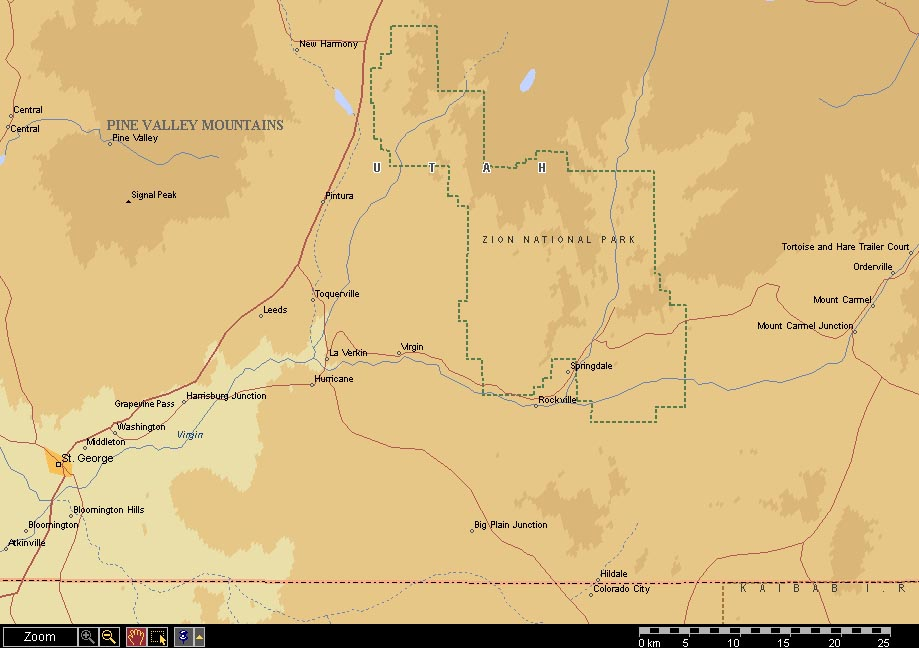 New Harmony
Central
Central
PINE VALLEY MOUNTAINS
Pine Valley
U T A H
Signal Peak
Pintura
ZION NATIONAL PARK
Tortoise and Hare Trailer Court
Orderville
Toquerville
Mount Carmel
Leeds
Mount Carmel Junction
Virgin
La Verkin
Springdale
Hurricane
Harrisburg Junction
Grapevine Pass
Rockville
Washington
Virgin
Middleton
St. George
Bloomington Hills
Bloomington
Big Plain Junction
Atkinville
Hildale
Colorado City
K A I B A B I. R
Zoom
0 km 5 10 15 20 25